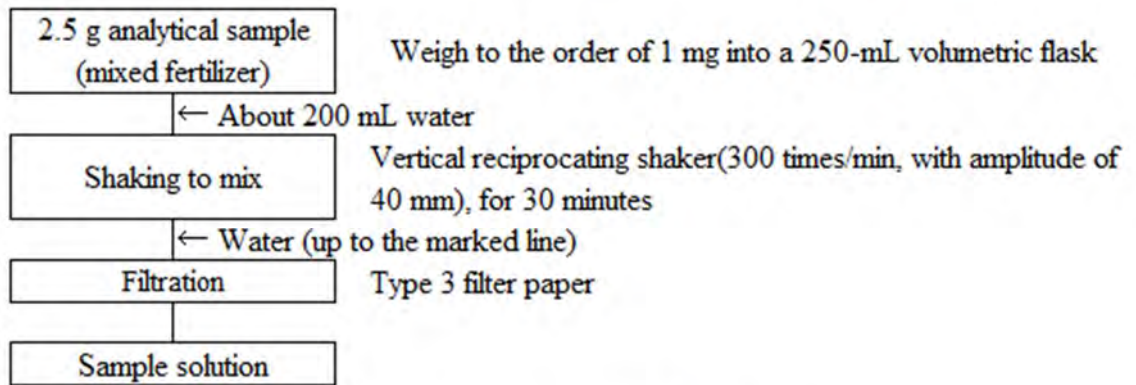 2.5 g analytical sample
(mixed fertilizer)
Weigh to the order of 1 mg into a 250-mL volumetric flask
← About 200 mL water
Shaking to mix
Vertical reciprocating shaker(300 times/min, with amplitude of
40 mm), for 30 minutes
← Water (up to the marked line)
Filtration
Type 3 filter paper
Sample solution